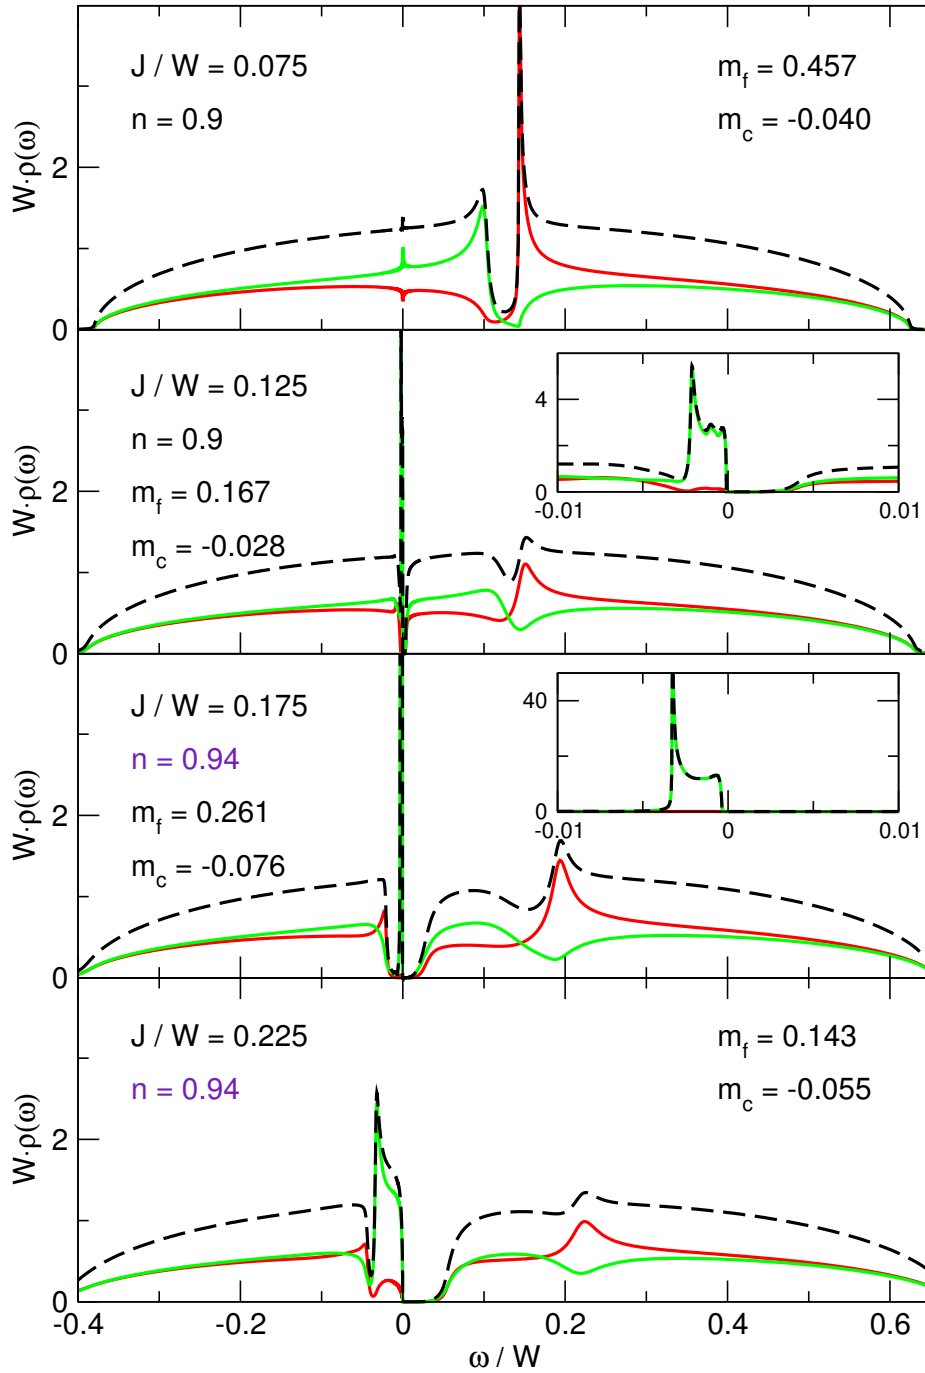 J / W = 0.075
n = 0.9
m_f = 0.457
m_c = -0.040
W·ρ(ω)
2
0
J / W = 0.125
n = 0.9
m_f = 0.167
m_c = -0.028
W·ρ(ω)
2
0
4
0
-0.01 0 0.01
J / W = 0.175
n = 0.94
m_f = 0.261
m_c = -0.076
W·ρ(ω)
2
0
40
20
0
-0.01 0 0.01
J / W = 0.225
n = 0.94
m_f = 0.143
m_c = -0.055
W·ρ(ω)
2
0
-0.4 -0.2 0 0.2 0.4 0.6
ω / W